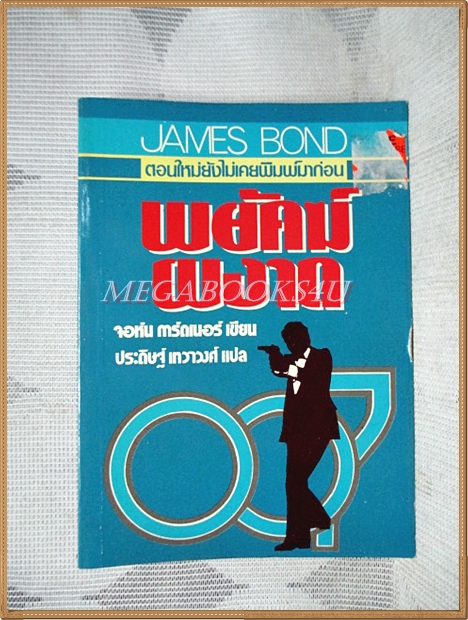 JAMES BOND
ตอนใหม่ยังไม่เคยพิมพ์มาก่อน
พยัคฆ์
ผงาด
MEGABOOKS4U
จอห์น การ์ดเนอร์ เขียน
ประดิษฐ์ เทวาวงศ์ แปล
007